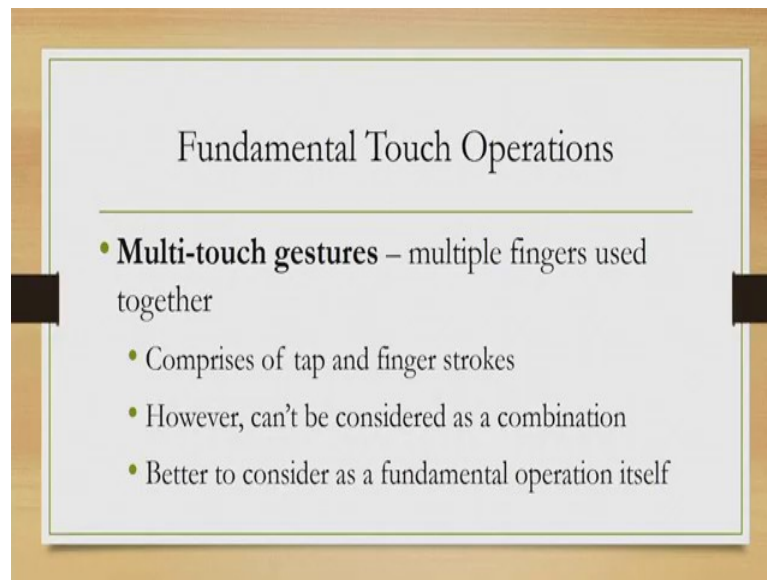 Fundamental Touch Operations
• Multi-touch gestures – multiple fingers used
together
• Comprises of tap and finger strokes
• However, can't be considered as a combination
• Better to consider as a fundamental operation itself